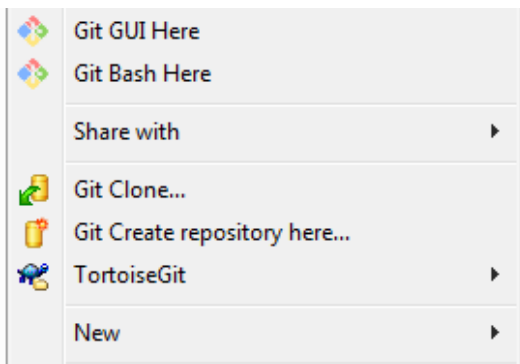 Git GUI Here
Git Bash Here
Share with
Git Clone...
Git Create repository here...
TortoiseGit
New